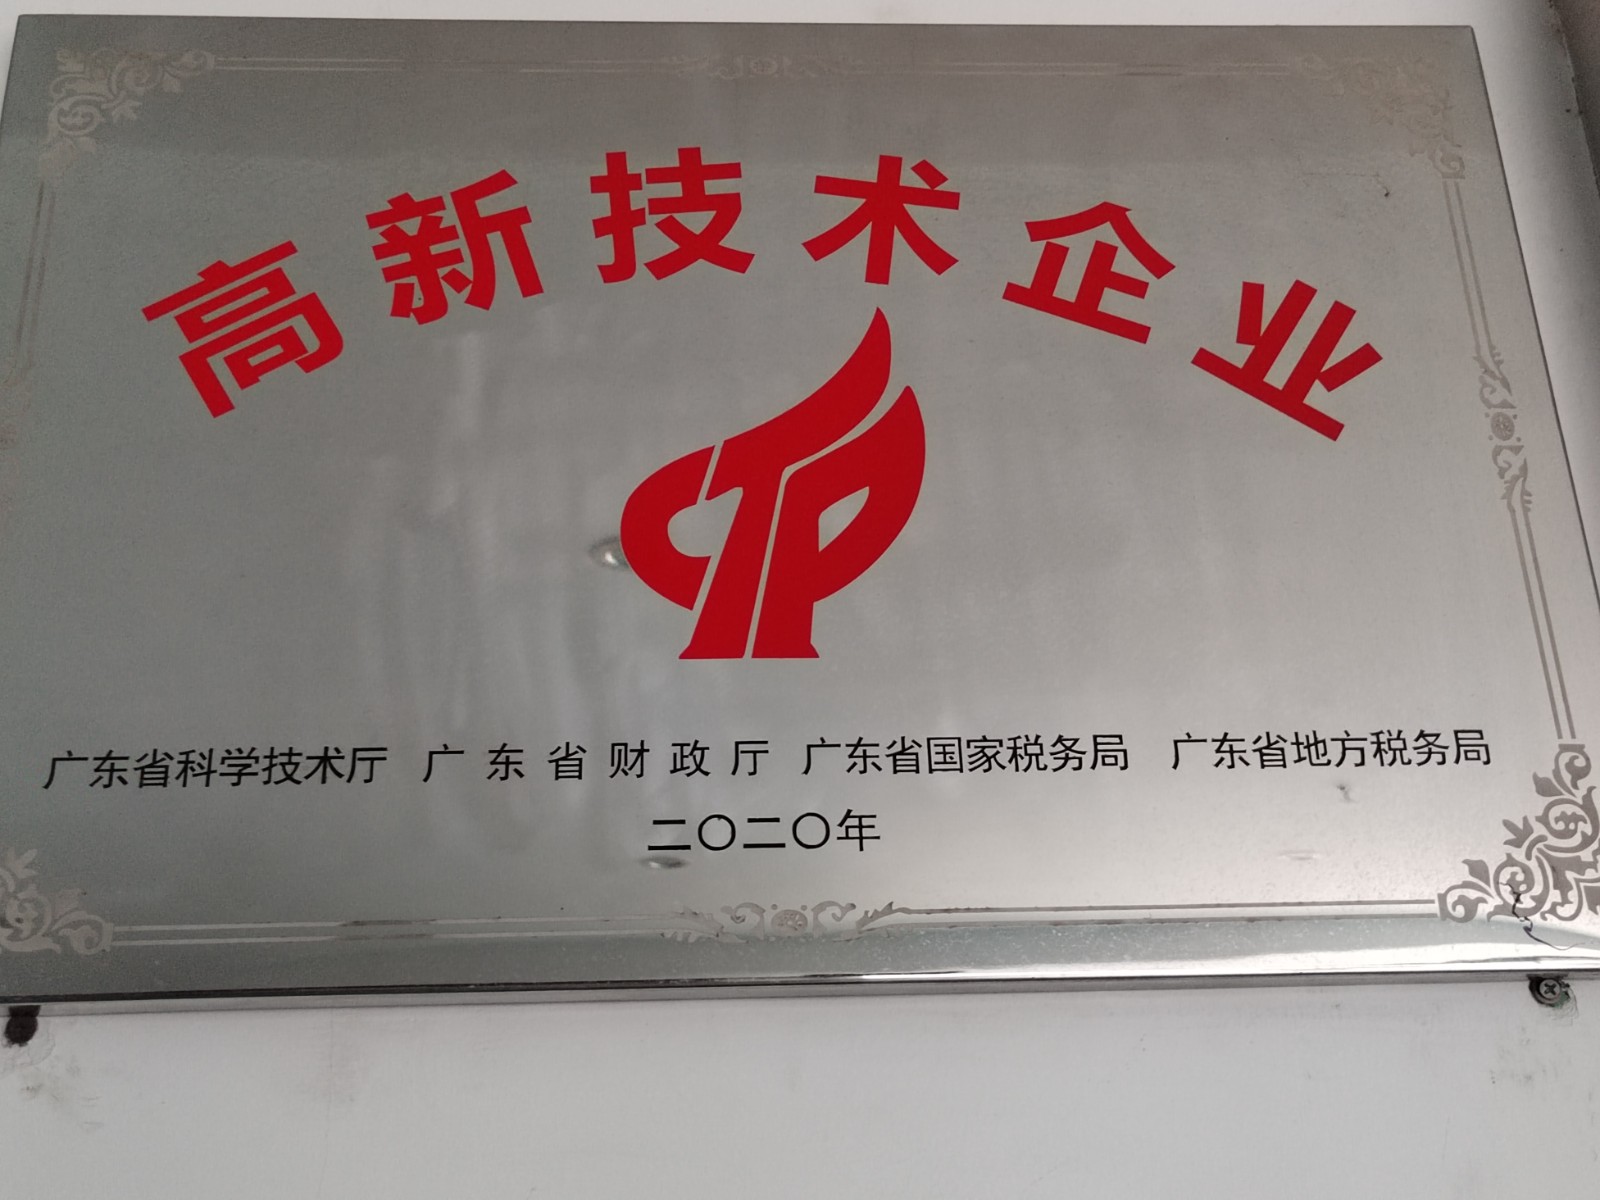 高新技术企业
广东省科学技术厅 广东省财政厅 广东省国家税务局 广东省地方税务局
二〇二〇年